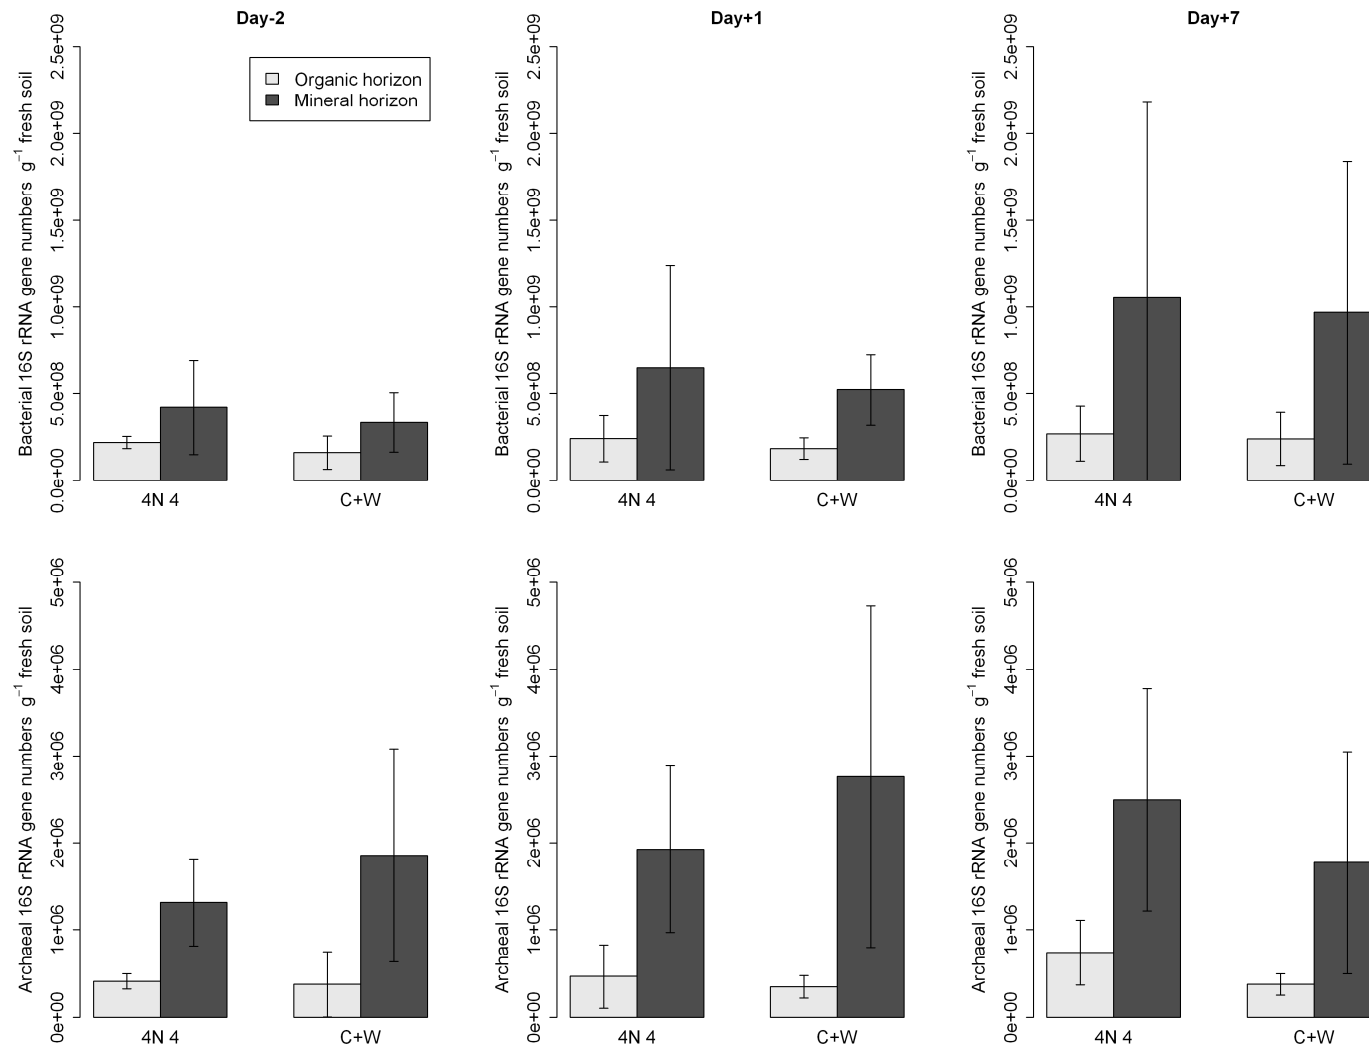 Day-2
Bacterial 16S rRNA gene numbers g⁻¹ fresh soil
2.5e+09
2.0e+09
1.5e+09
1.0e+09
5.0e+08
0.0e+00
Organic horizon
Mineral horizon
4N 4
C+W
Day+1
Bacterial 16S rRNA gene numbers g⁻¹ fresh soil
2.5e+09
2.0e+09
1.5e+09
1.0e+09
5.0e+08
0.0e+00
4N 4
C+W
Day+7
Bacterial 16S rRNA gene numbers g⁻¹ fresh soil
2.5e+09
2.0e+09
1.5e+09
1.0e+09
5.0e+08
0.0e+00
4N 4
C+W
Archaeal 16S rRNA gene numbers g⁻¹ fresh soil
5e+06
4e+06
3e+06
2e+06
1e+06
0e+00
4N 4
C+W
Archaeal 16S rRNA gene numbers g⁻¹ fresh soil
5e+06
4e+06
3e+06
2e+06
1e+06
0e+00
4N 4
C+W
Archaeal 16S rRNA gene numbers g⁻¹ fresh soil
5e+06
4e+06
3e+06
2e+06
1e+06
0e+00
4N 4
C+W